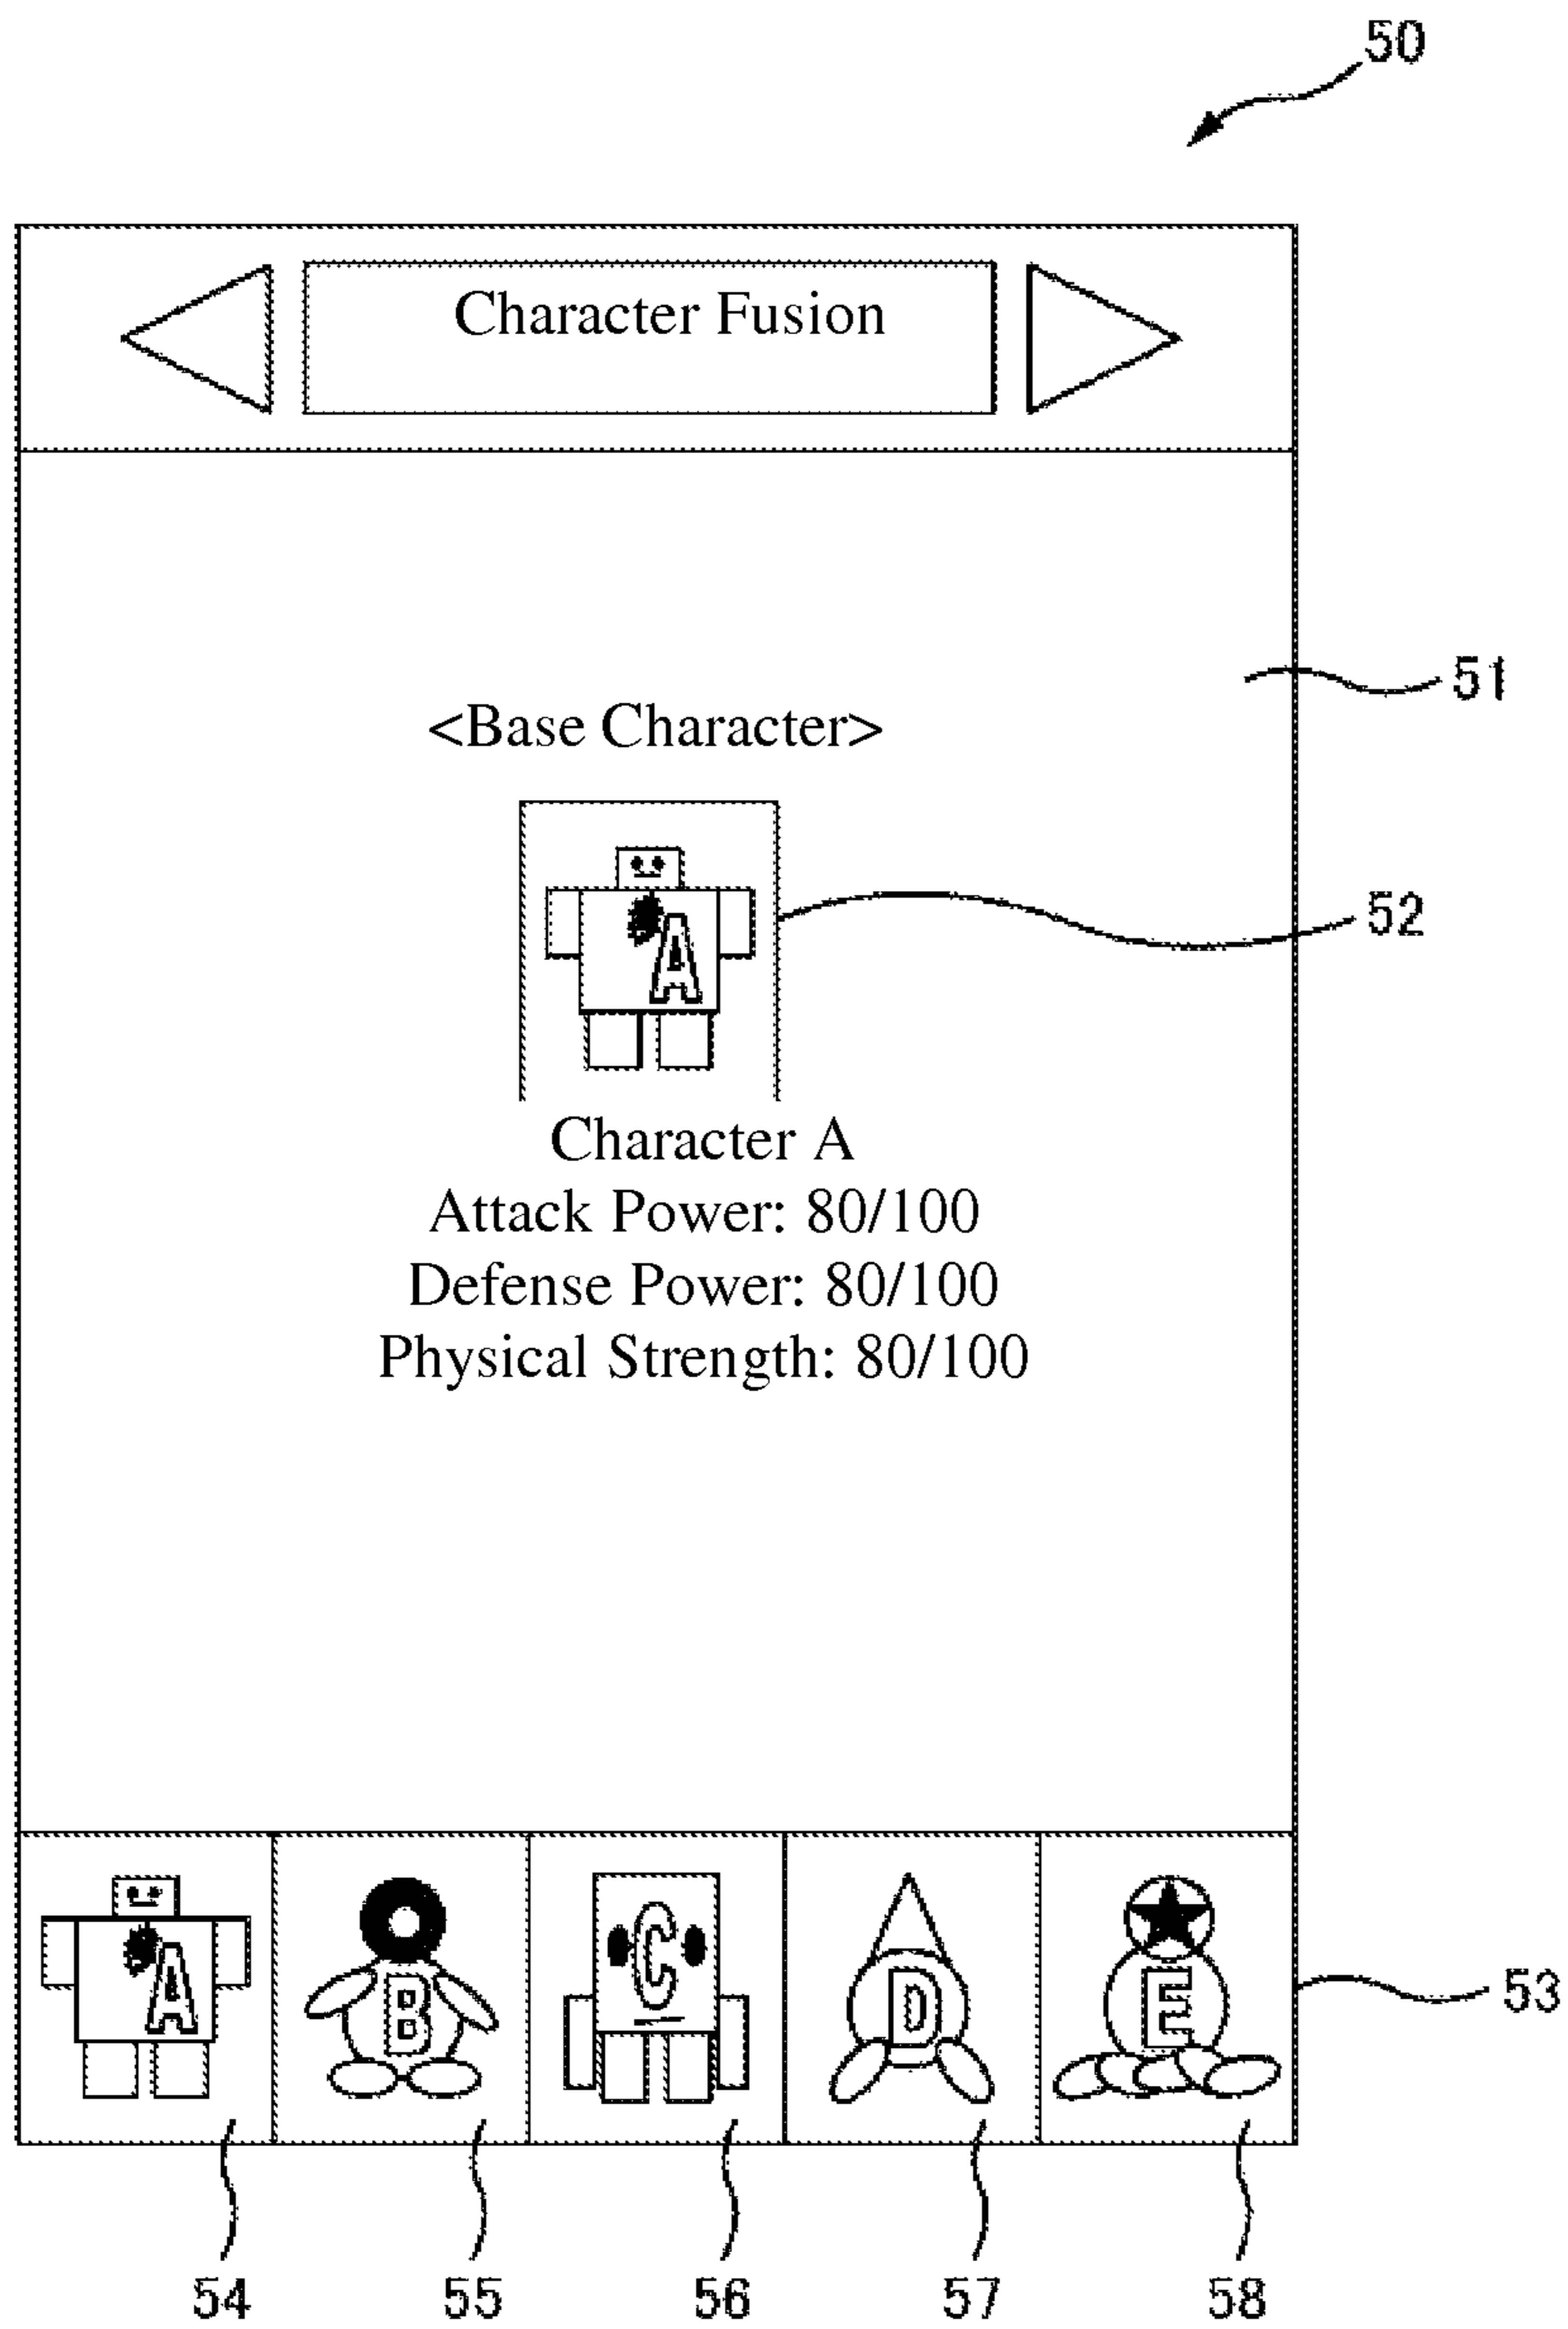 50
Character Fusion
51
<Base Character>
52
A
Character A
Attack Power: 80/100
Defense Power: 80/100
Physical Strength: 80/100
A B C D E
53
54 55 56 57 58